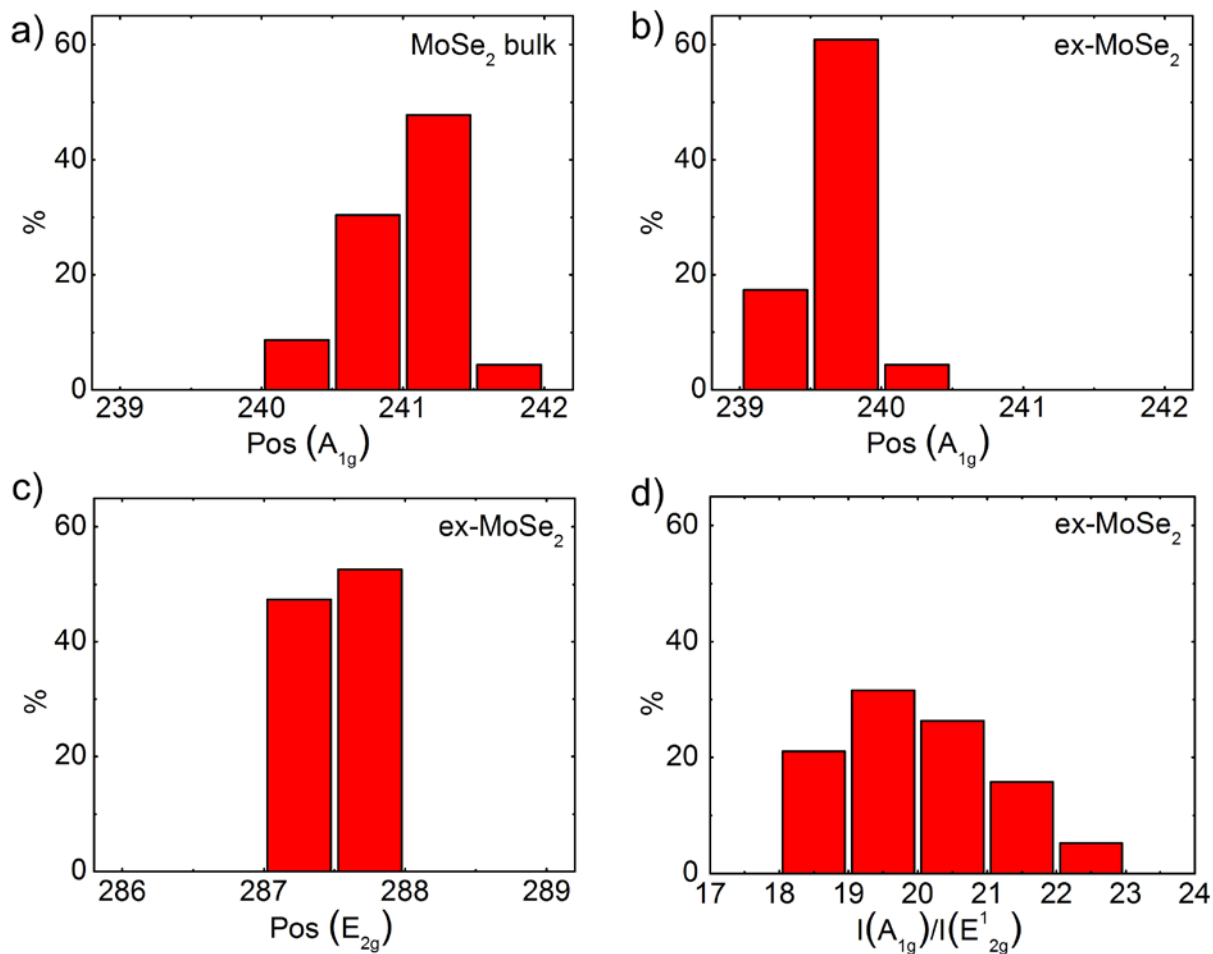 a)
MoSe₂ bulk
60
40
20
0
%
239 240 241 242
Pos (A₁g)
b)
ex-MoSe₂
60
40
20
0
%
239 240 241 242
Pos (A₁g)
c)
ex-MoSe₂
60
40
20
0
%
286 287 288 289
Pos (E₂g)
d)
ex-MoSe₂
60
40
20
0
%
17 18 19 20 21 22 23 24
I(A₁g)/I(E¹₂g)